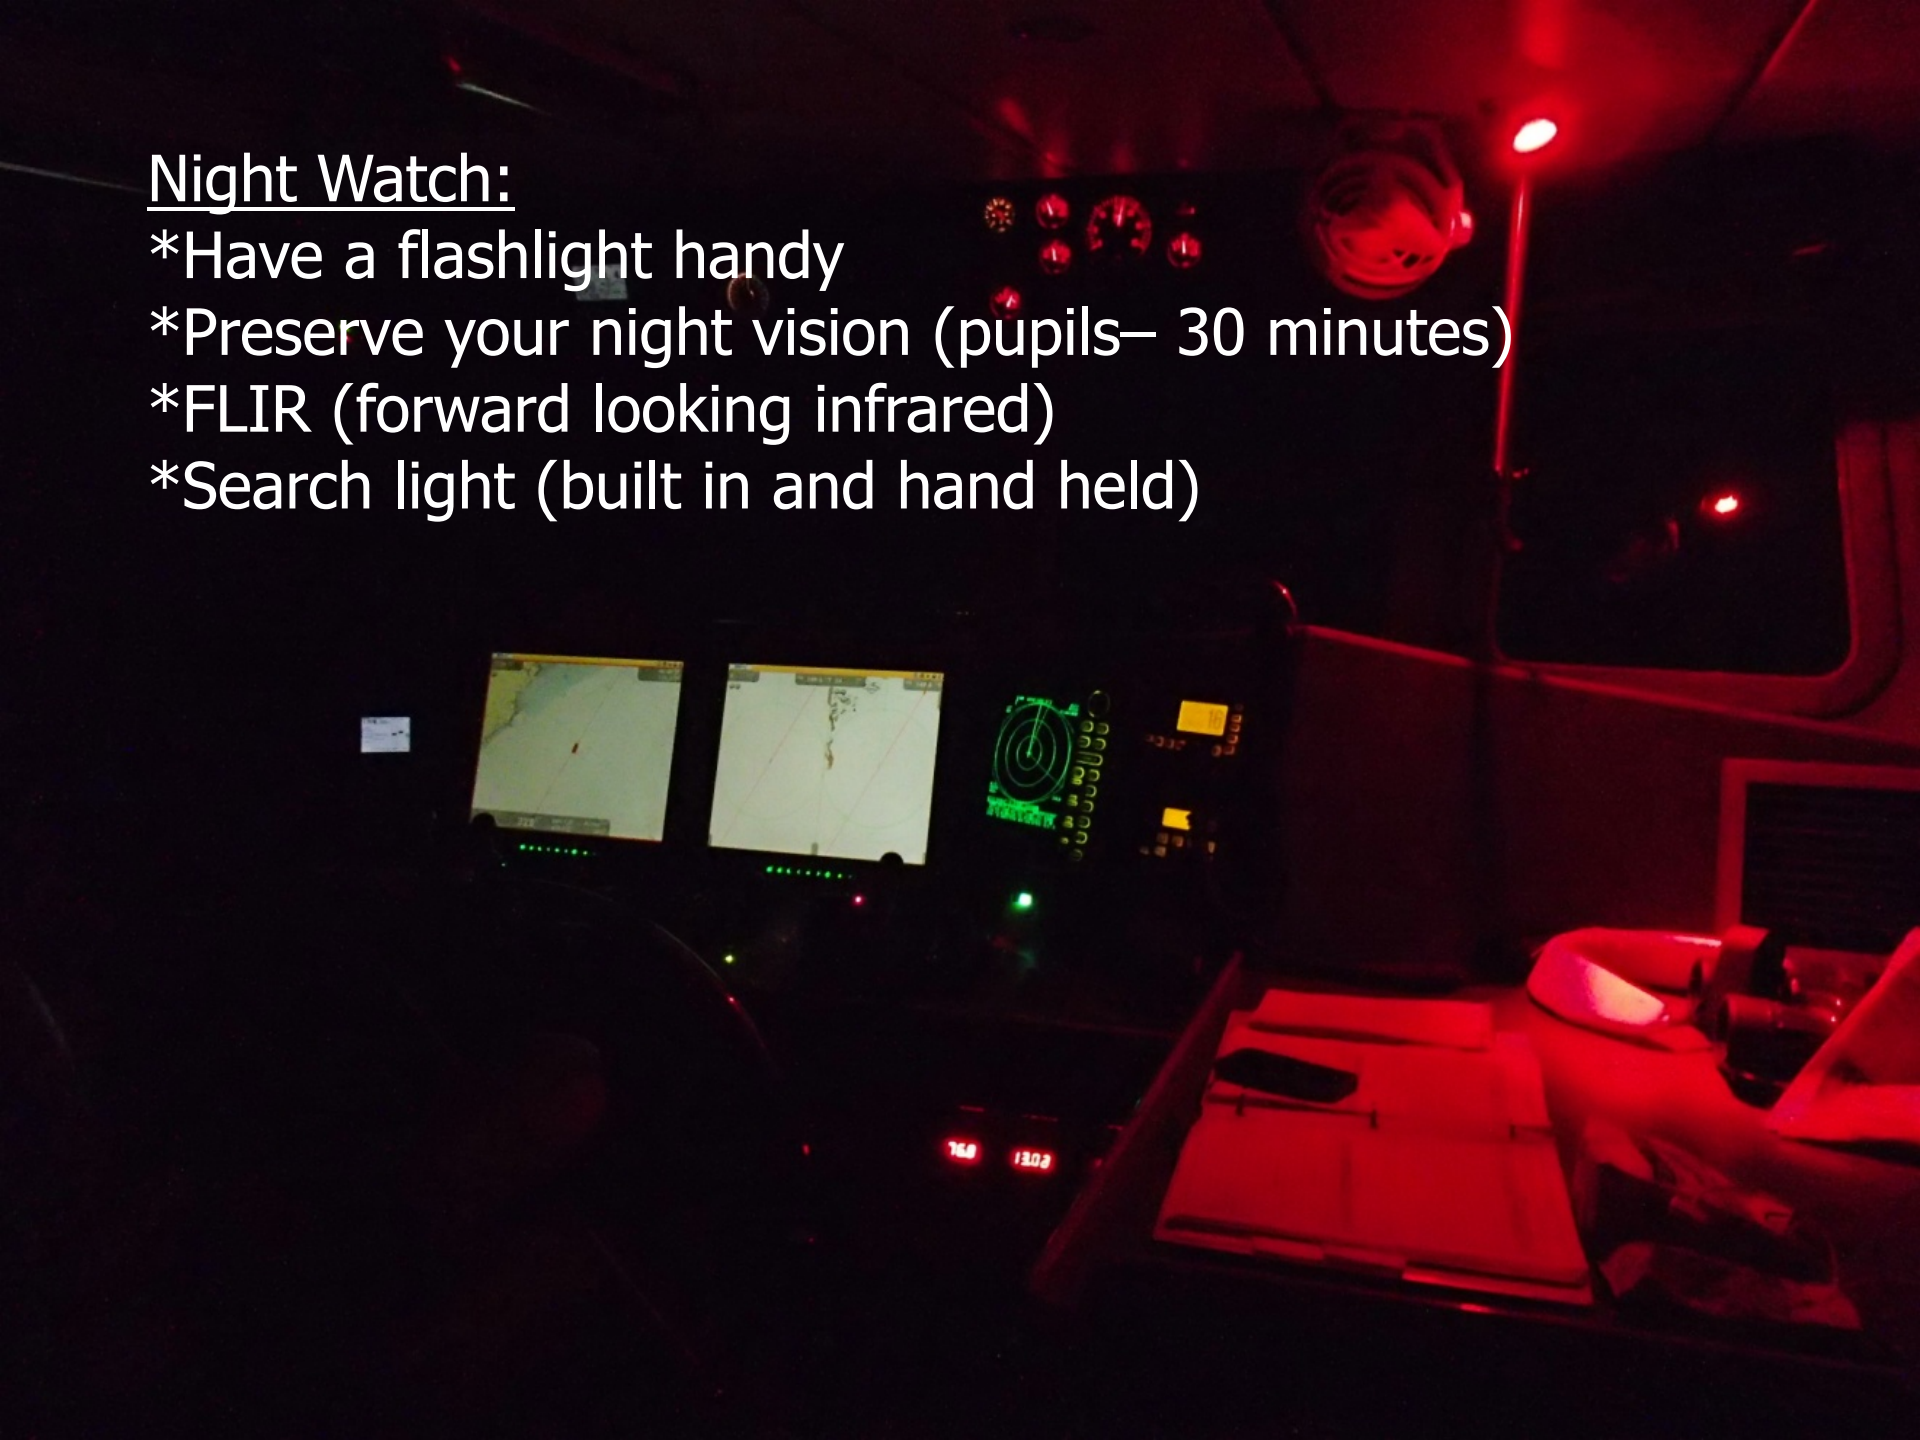 Night Watch:
*Have a flashlight handy
*Preserve your night vision (pupils– 30 minutes)
*FLIR (forward looking infrared)
*Search light (built in and hand held)